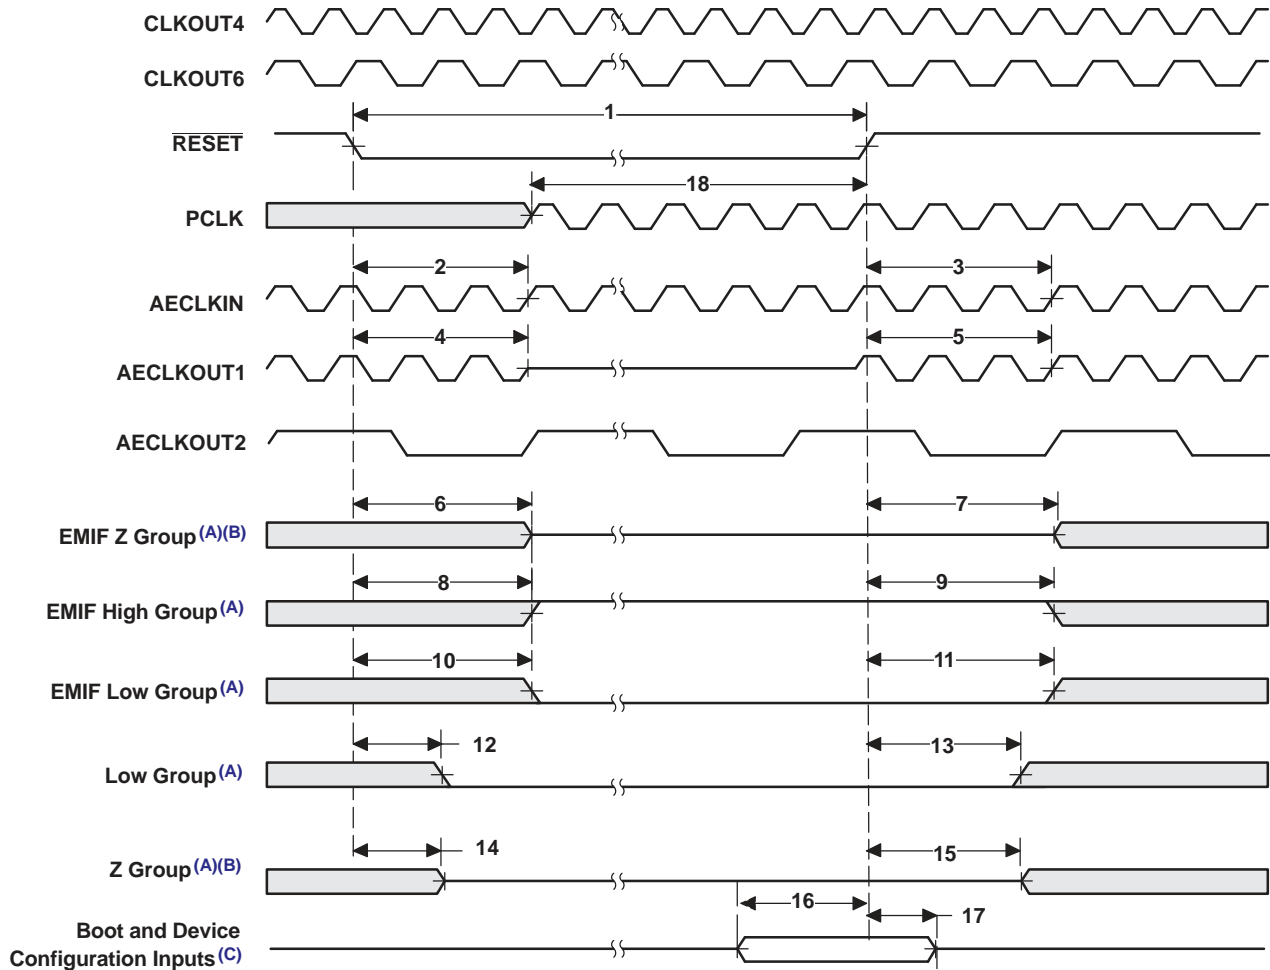 CLKOUT4
CLKOUT6
1
RESET
18
PCLK
2 3
AECLKIN
4 5
AECLKOUT1
AECLKOUT2
6 7
EMIF Z Group (A)(B)
8 9
EMIF High Group (A)
10 11
EMIF Low Group (A)
12 13
Low Group (A)
14 15
Z Group (A)(B)
16 17
Boot and Device
Configuration Inputs (C)